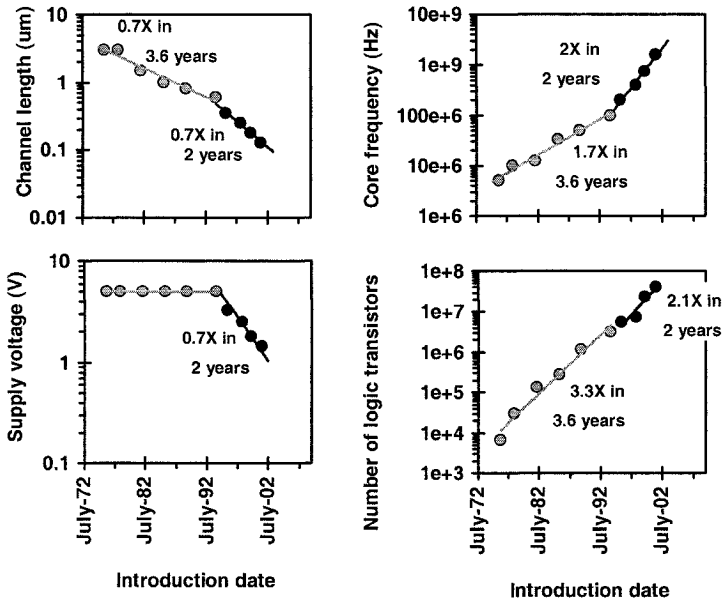 Channel length (um)
10
1
0.1
0.01
0.7X in
3.6 years
0.7X in
2 years
Core frequency (Hz)
10e+9
1e+9
100e+6
10e+6
1e+6
2X in
2 years
1.7X in
3.6 years
Supply voltage (V)
10
1
0.1
0.7X in
2 years
July-72
July-82
July-92
July-02
Introduction date
Number of logic transistors
1e+8
1e+7
1e+6
1e+5
1e+4
1e+3
2.1X in
2 years
3.3X in
3.6 years
July-72
July-82
July-92
July-02
Introduction date